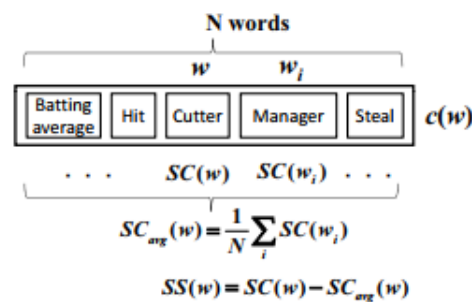 N words
w w_i
Batting average Hit Cutter Manager Steal c(w)
. . . SC(w) SC(w_i) . . .
SC_avg(w) = 1/N ∑_i SC(w_i)
SS(w) = SC(w) − SC_avg(w)